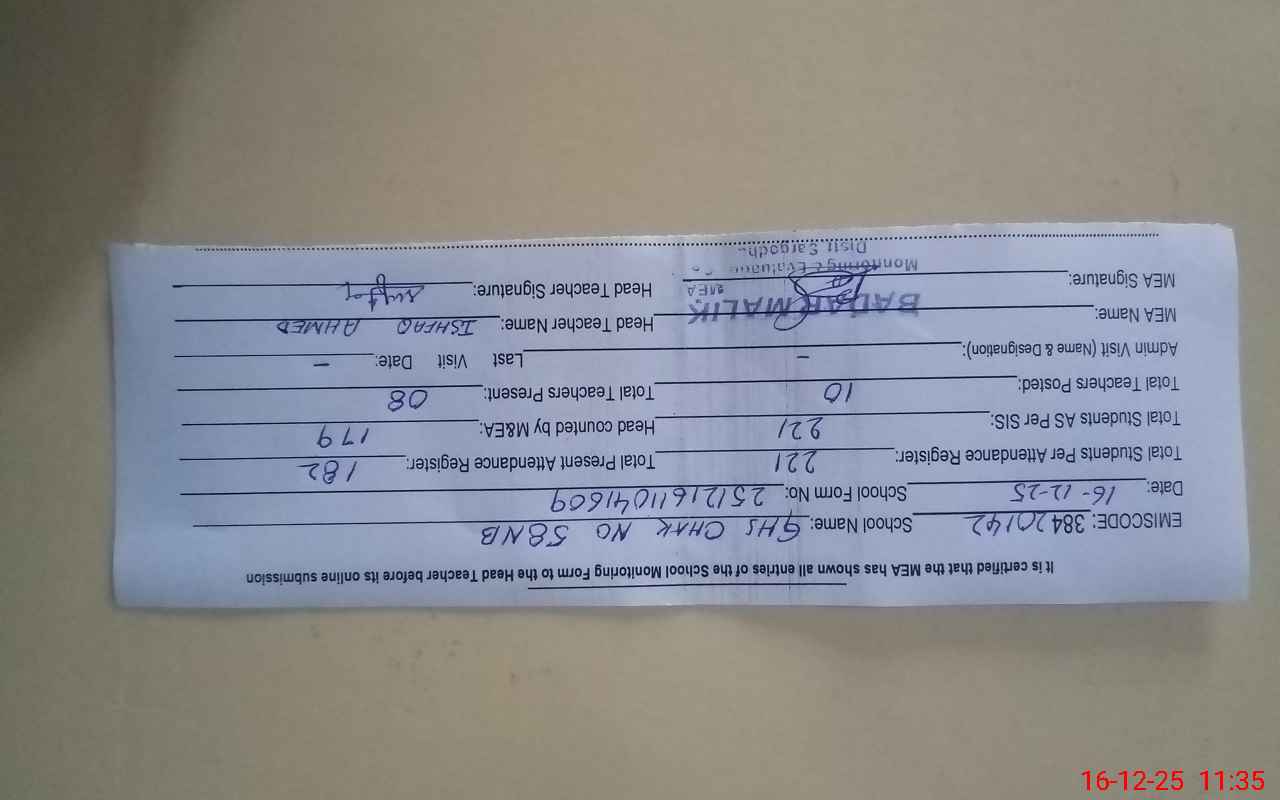 It is certified that the MEA has shown all entries of the School Monitoring Form to the Head Teacher before its online submission
EMISCODE: 38420142 School Name: GHS CHAK NO 58NB
Date: 16-12-25 School Form No: 25121611041609
Total Students Per Attendance Register: 221 Total Present Attendance Register: 182
Total Students AS Per SIS: 221 Head counted by M&EA: 179
Total Teachers Posted: 10 Total Teachers Present: 08
Admin Visit (Name & Designation): – Last Visit Date: –
MEA Name: BADAR MALIK Head Teacher Name: ISHFAQ AHMED
MEA
MEA Signature: Head Teacher Signature:
Monitoring & Evaluation
Distt Sargodh
16-12-25 11:35